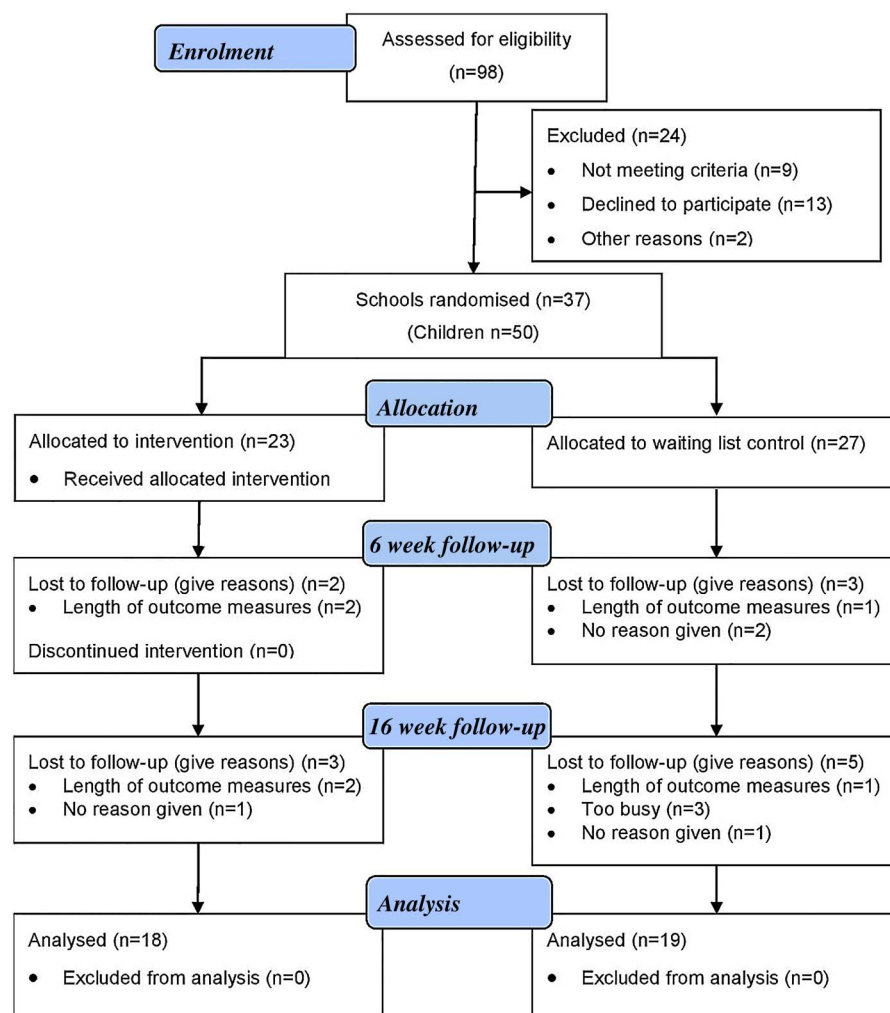 Enrolment
Assessed for eligibility
(n=98)
Excluded (n=24)
• Not meeting criteria (n=9)
• Declined to participate (n=13)
• Other reasons (n=2)
Schools randomised (n=37)
(Children n=50)
Allocation
Allocated to intervention (n=23)
• Received allocated intervention
Allocated to waiting list control (n=27)
6 week follow-up
Lost to follow-up (give reasons) (n=2)
• Length of outcome measures (n=2)
Discontinued intervention (n=0)
Lost to follow-up (give reasons) (n=3)
• Length of outcome measures (n=1)
• No reason given (n=2)
16 week follow-up
Lost to follow-up (give reasons) (n=3)
• Length of outcome measures (n=2)
• No reason given (n=1)
Lost to follow-up (give reasons) (n=5)
• Length of outcome measures (n=1)
• Too busy (n=3)
• No reason given (n=1)
Analysis
Analysed (n=18)
• Excluded from analysis (n=0)
Analysed (n=19)
• Excluded from analysis (n=0)